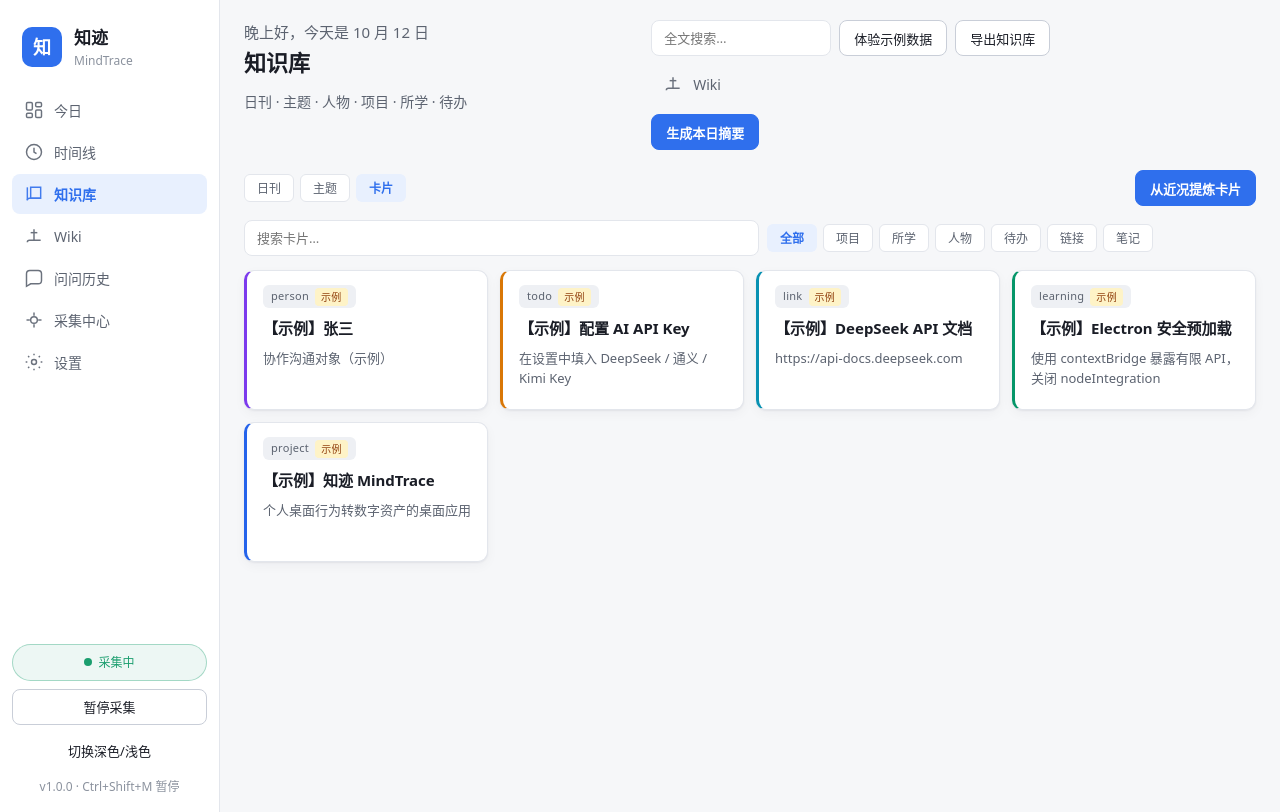 知
知迹
MindTrace
今日
时间线
知识库
Wiki
问问历史
采集中心
设置
采集中
暂停采集
切换深色/浅色
v1.0.0 · Ctrl+Shift+M 暂停
晚上好，今天是 10 月 12 日
知识库
日刊 · 主题 · 人物 · 项目 · 所学 · 待办
全文搜索...
体验示例数据
导出知识库
Wiki
生成本日摘要
日刊
主题
卡片
从近况提炼卡片
搜索卡片...
全部
项目
所学
人物
待办
链接
笔记
person 示例
【示例】张三
协作沟通对象（示例）
todo 示例
【示例】配置 AI API Key
在设置中填入 DeepSeek / 通义 /
Kimi Key
link 示例
【示例】DeepSeek API 文档
https://api-docs.deepseek.com
learning 示例
【示例】Electron 安全预加载
使用 contextBridge 暴露有限 API，
关闭 nodeIntegration
project 示例
【示例】知迹 MindTrace
个人桌面行为转数字资产的桌面应用